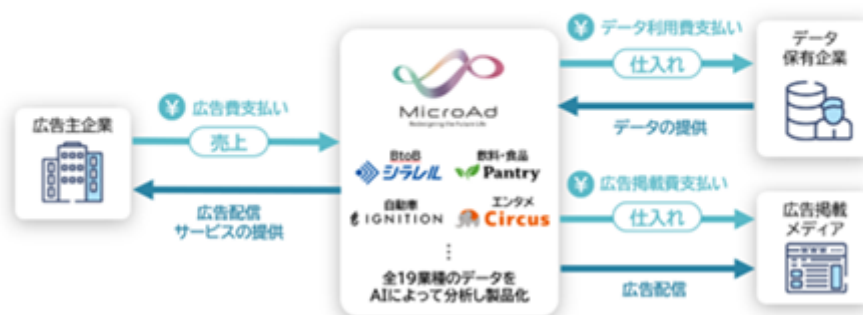 広告主企業
¥ 広告費支払い
売上
広告配信
サービスの提供
MicroAd
Redesigning the Future Life
BtoB
シラレル
飲料・食品
Pantry
自動車
IGNITION
エンタメ
Circus
全19業種のデータを
AIによって分析し製品化
¥ データ利用費支払い
仕入れ
データの提供
データ
保有企業
¥ 広告掲載費支払い
仕入れ
広告配信
広告掲載
メディア